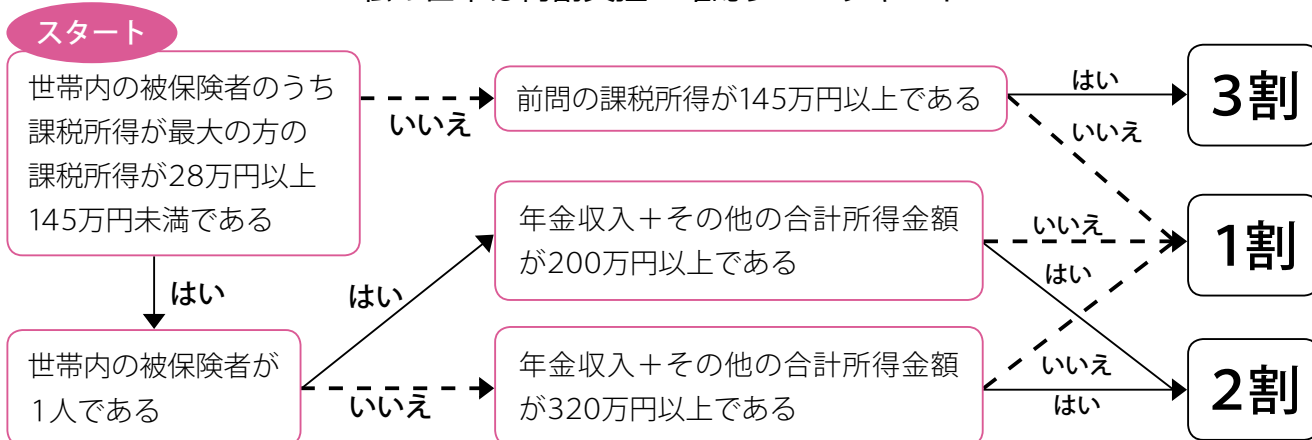 スタート
世帯内の被保険者のうち
課税所得が最大の方の
課税所得が28万円以上
145万円未満である
いいえ
前問の課税所得が145万円以上である
はい
3割
いいえ
はい
世帯内の被保険者が
1人である
はい
年金収入+その他の合計所得金額
が200万円以上である
いいえ
1割
はい
いいえ
年金収入+その他の合計所得金額
が320万円以上である
いいえ
はい
2割